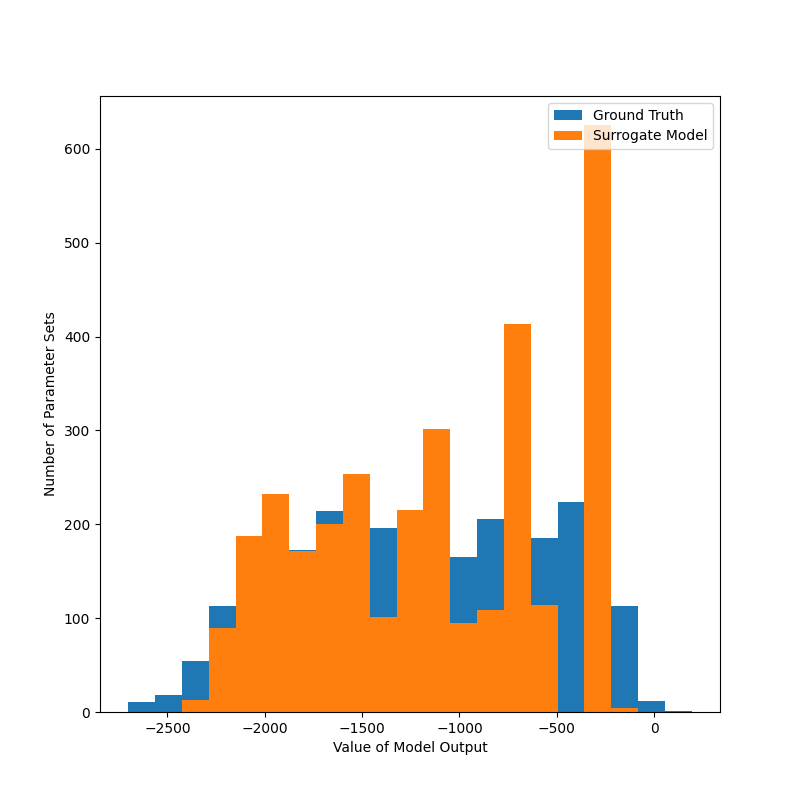 Ground Truth
Surrogate Model
600
500
400
300
200
100
0
Number of Parameter Sets
−2500 −2000 −1500 −1000 −500 0
Value of Model Output